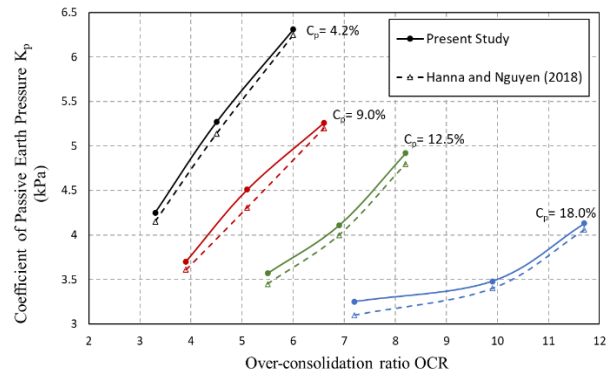 6.5
6
5.5
5
4.5
4
3.5
3
Coefficient of Passive Earth Pressure Kp
(kPa)
Cp= 4.2%
Present Study
Hanna and Nguyen (2018)
Cp= 9.0%
Cp= 12.5%
Cp= 18.0%
2 3 4 5 6 7 8 9 10 11 12
Over-consolidation ratio OCR